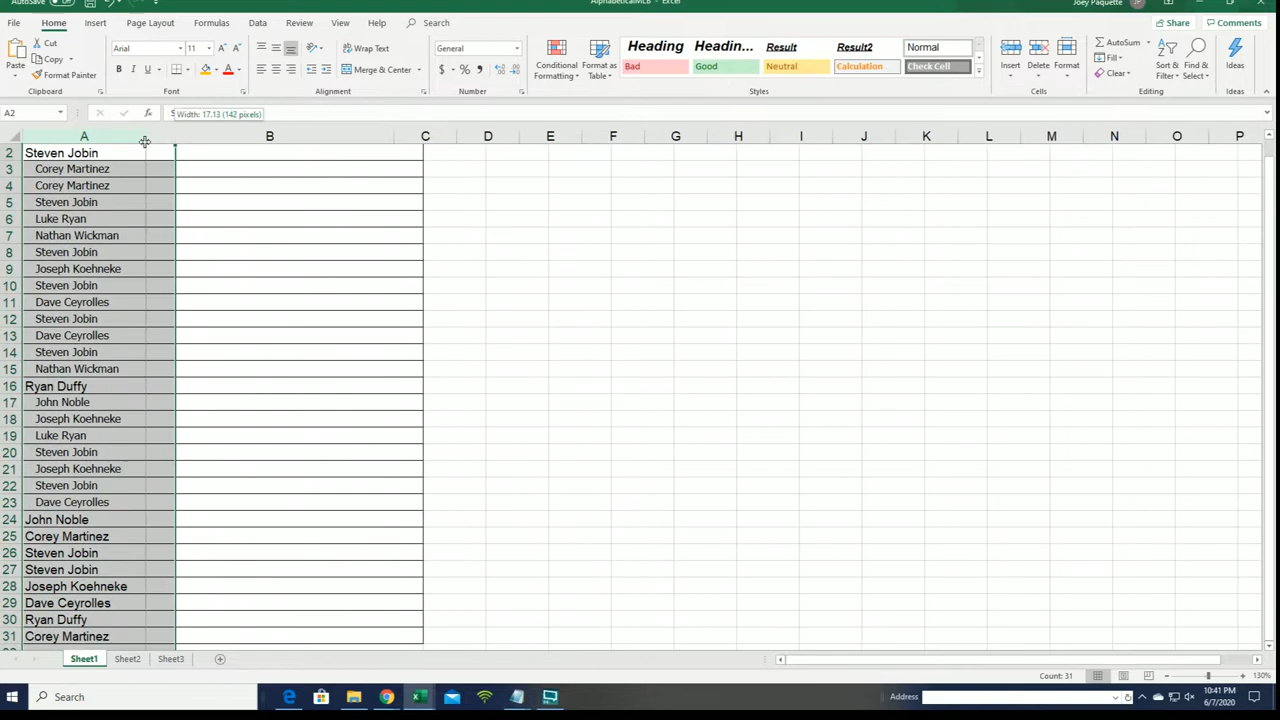 AutoSave Off AlphabeticalMLB - Excel Joey Paquette JP
File Home Insert Page Layout Formulas Data Review View Help Search Share Comments
Paste Cut Copy Format Painter Clipboard
Arial 11 A A B I U A Font
Wrap Text Merge & Center Alignment
General $ % , Number
Conditional Formatting Format as Table
Heading Headin... Result Result2 Normal
Bad Good Neutral Calculation Check Cell
Styles
Insert Delete Format Cells
AutoSum Fill Clear Sort & Filter Find & Select Editing
Ideas Ideas
A2 fx S Width: 17.13 (142 pixels)
A B C D E F G H I J K L M N O P
2 Steven Jobin
3 Corey Martinez
4 Corey Martinez
5 Steven Jobin
6 Luke Ryan
7 Nathan Wickman
8 Steven Jobin
9 Joseph Koehneke
10 Steven Jobin
11 Dave Ceyrolles
12 Steven Jobin
13 Dave Ceyrolles
14 Steven Jobin
15 Nathan Wickman
16 Ryan Duffy
17 John Noble
18 Joseph Koehneke
19 Luke Ryan
20 Steven Jobin
21 Joseph Koehneke
22 Steven Jobin
23 Dave Ceyrolles
24 John Noble
25 Corey Martinez
26 Steven Jobin
27 Steven Jobin
28 Joseph Koehneke
29 Dave Ceyrolles
30 Ryan Duffy
31 Corey Martinez
Sheet1 Sheet2 Sheet3
Count: 31 130%
Search Address 10:41 PM
6/7/2020